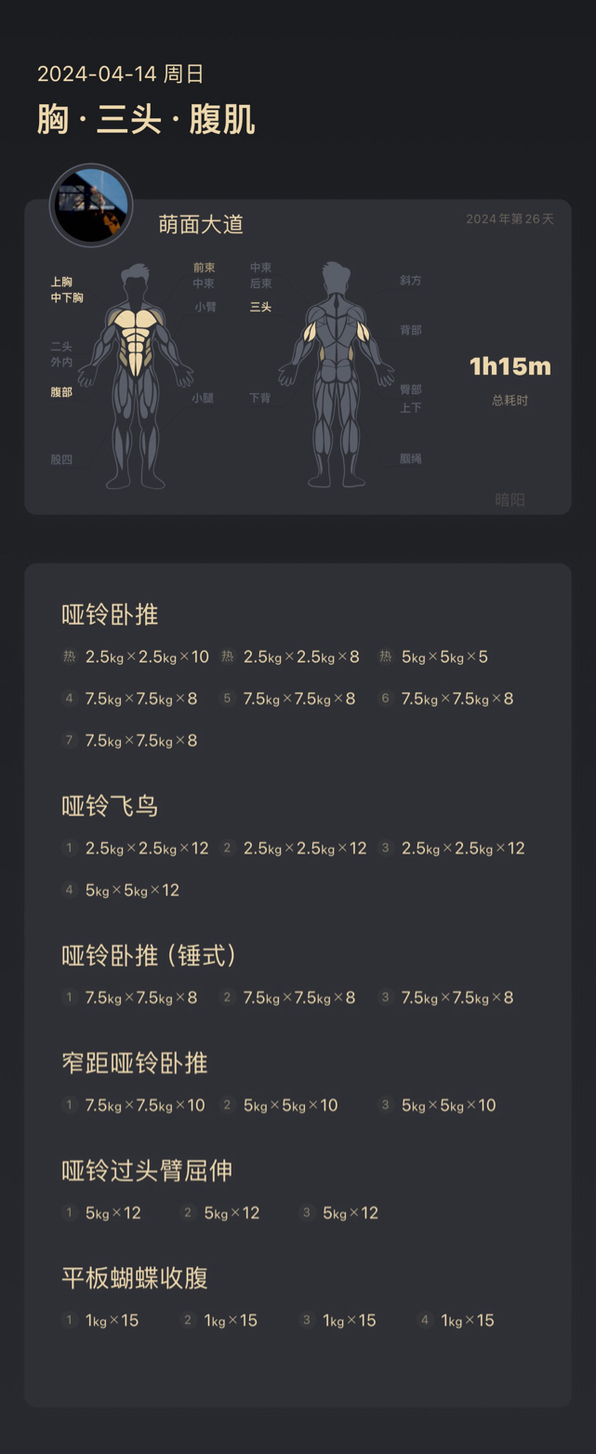 2024-04-14 周日
胸 · 三头 · 腹肌
萌面大道
2024年第26天
上胸
中下胸
二头
外内
腹部
股四
前束
中束
小臂
小腿
中束
后束
三头
下背
斜方
背部
臀部
上下
腘绳
1h15m
总耗时
暗阳
哑铃卧推
热 2.5kg×2.5kg×10 热 2.5kg×2.5kg×8 热 5kg×5kg×5
4 7.5kg×7.5kg×8 5 7.5kg×7.5kg×8 6 7.5kg×7.5kg×8
7 7.5kg×7.5kg×8
哑铃飞鸟
1 2.5kg×2.5kg×12 2 2.5kg×2.5kg×12 3 2.5kg×2.5kg×12
4 5kg×5kg×12
哑铃卧推（锤式）
1 7.5kg×7.5kg×8 2 7.5kg×7.5kg×8 3 7.5kg×7.5kg×8
窄距哑铃卧推
1 7.5kg×7.5kg×10 2 5kg×5kg×10 3 5kg×5kg×10
哑铃过头臂屈伸
1 5kg×12 2 5kg×12 3 5kg×12
平板蝴蝶收腹
1 1kg×15 2 1kg×15 3 1kg×15 4 1kg×15